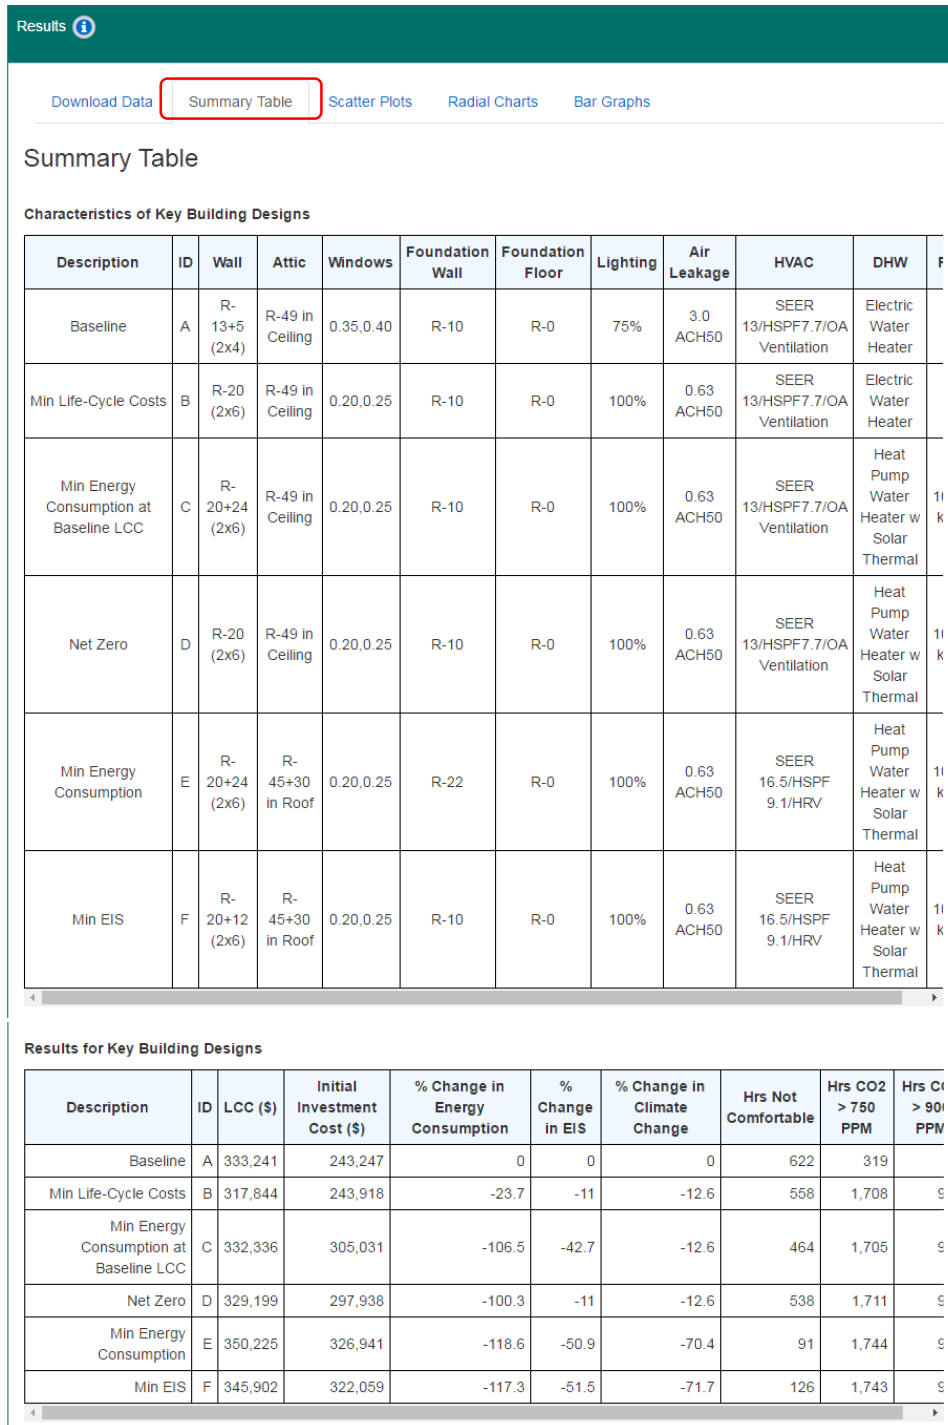 Results
Download Data Summary Table Scatter Plots Radial Charts Bar Graphs
Summary Table
Characteristics of Key Building Designs
Description ID Wall Attic Windows Foundation Wall Foundation Floor Lighting Air Leakage HVAC DHW
Baseline A R-13+5 (2x4) R-49 in Ceiling 0.35,0.40 R-10 R-0 75% 3.0 ACH50 SEER 13/HSPF7.7/OA Ventilation Electric Water Heater
Min Life-Cycle Costs B R-20 (2x6) R-49 in Ceiling 0.20,0.25 R-10 R-0 100% 0.63 ACH50 SEER 13/HSPF7.7/OA Ventilation Electric Water Heater
Min Energy Consumption at Baseline LCC C R-20+24 (2x6) R-49 in Ceiling 0.20,0.25 R-10 R-0 100% 0.63 ACH50 SEER 13/HSPF7.7/OA Ventilation Heat Pump Water Heater w Solar Thermal
Net Zero D R-20 (2x6) R-49 in Ceiling 0.20,0.25 R-10 R-0 100% 0.63 ACH50 SEER 13/HSPF7.7/OA Ventilation Heat Pump Water Heater w Solar Thermal
Min Energy Consumption E R-20+24 (2x6) R-45+30 in Roof 0.20,0.25 R-22 R-0 100% 0.63 ACH50 SEER 16.5/HSPF 9.1/HRV Heat Pump Water Heater w Solar Thermal
Min EIS F R-20+12 (2x6) R-45+30 in Roof 0.20,0.25 R-10 R-0 100% 0.63 ACH50 SEER 16.5/HSPF 9.1/HRV Heat Pump Water Heater w Solar Thermal
Results for Key Building Designs
Description ID LCC ($) Initial Investment Cost ($) % Change in Energy Consumption % Change in EIS % Change in Climate Change Hrs Not Comfortable Hrs CO2 > 750 PPM Hrs
Baseline A 333,241 243,247 0 0 0 622 319
Min Life-Cycle Costs B 317,844 243,918 -23.7 -11 -12.6 558 1,708
Min Energy Consumption at Baseline LCC C 332,336 305,031 -106.5 -42.7 -12.6 464 1,705
Net Zero D 329,199 297,938 -100.3 -11 -12.6 538 1,711
Min Energy Consumption E 350,225 326,941 -118.6 -50.9 -70.4 91 1,744
Min EIS F 345,902 322,059 -117.3 -51.5 -71.7 126 1,743